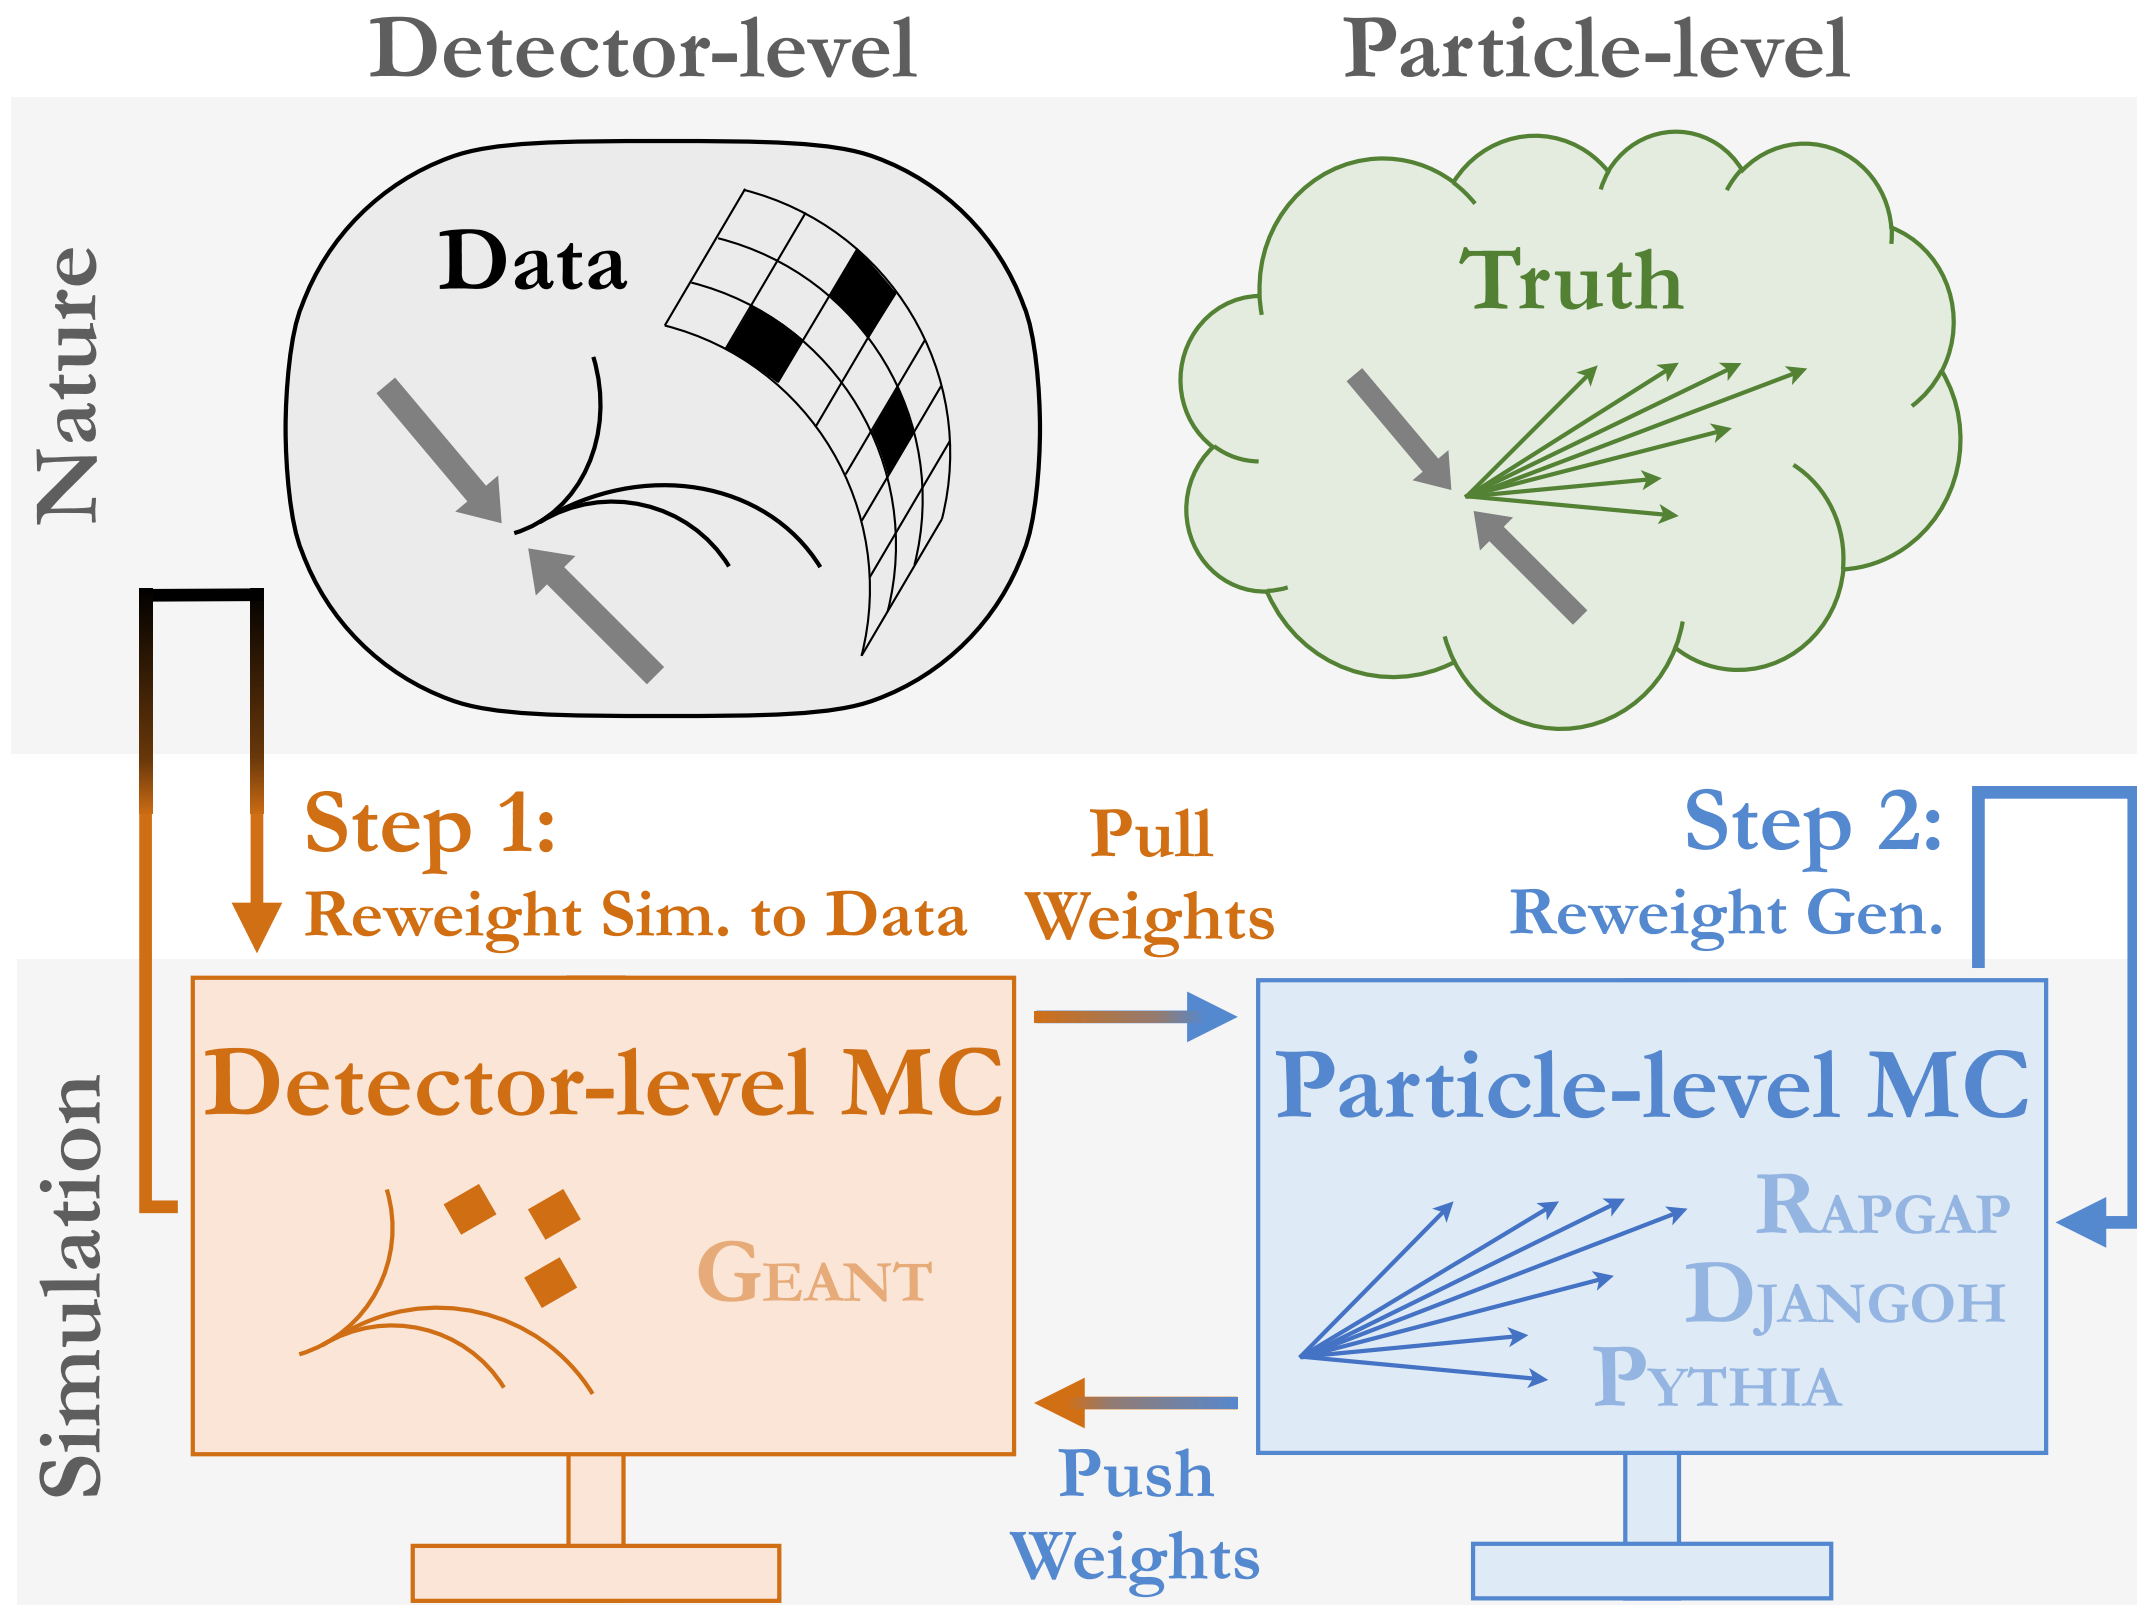 Detector-level
Particle-level
Nature
Data
Truth
Step 1:
Reweight Sim. to Data
Pull
Weights
Step 2:
Reweight Gen.
Simulation
Detector-level MC
GEANT
Particle-level MC
RAPGAP
DJANGOH
PYTHIA
Push
Weights